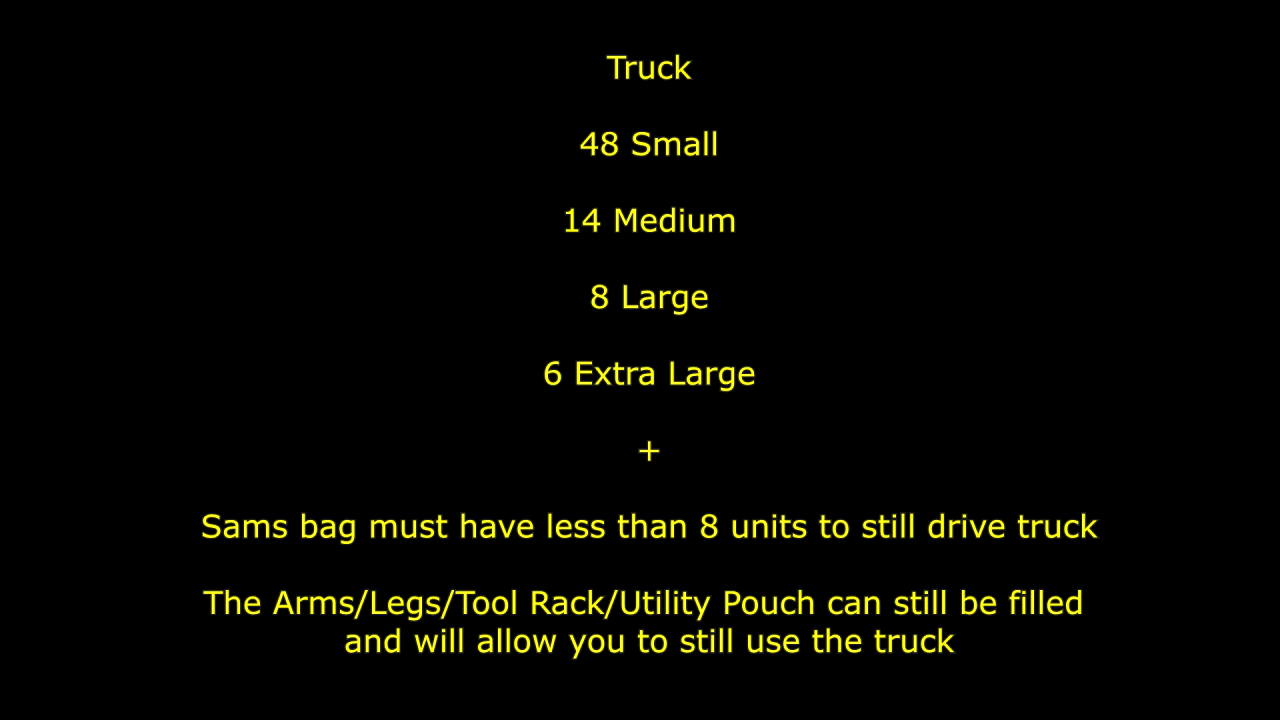 Truck
48 Small
14 Medium
8 Large
6 Extra Large
+
Sams bag must have less than 8 units to still drive truck
The Arms/Legs/Tool Rack/Utility Pouch can still be filled
and will allow you to still use the truck